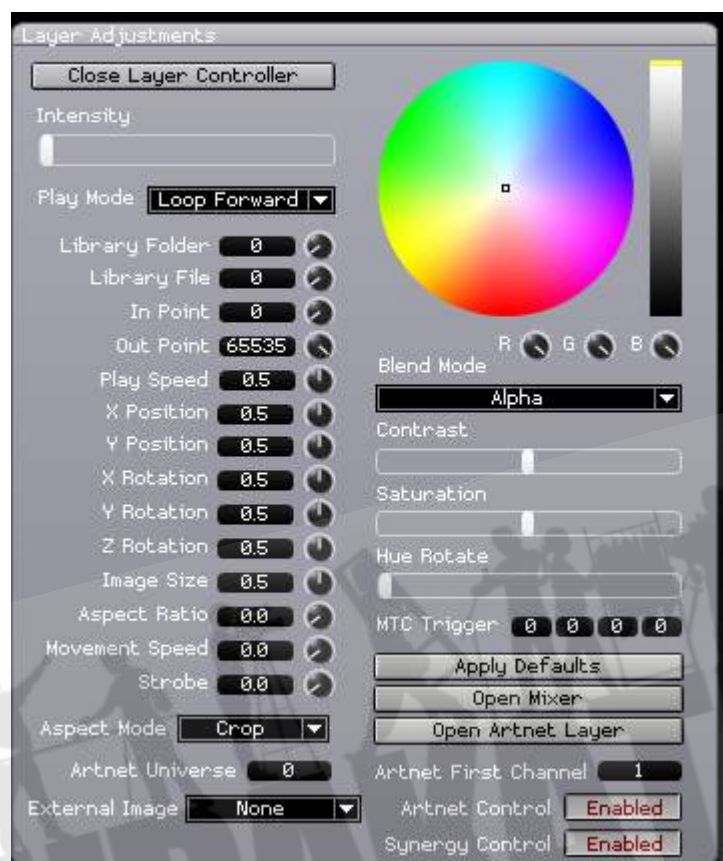 Layer Adjustments
Close Layer Controller
Intensity
Play Mode Loop Forward
Library Folder 0
Library File 0
In Point 0
Out Point 65535
Play Speed 0.5
X Position 0.5
Y Position 0.5
X Rotation 0.5
Y Rotation 0.5
Z Rotation 0.5
Image Size 0.5
Aspect Ratio 0.0
Movement Speed 0.0
Strobe 0.0
Aspect Mode Crop
Artnet Universe 0
External Image None
R G B
Blend Mode
Alpha
Contrast
Saturation
Hue Rotate
MTC Trigger 0 0 0 0
Apply Defaults
Open Mixer
Open Artnet Layer
Artnet First Channel 1
Artnet Control Enabled
Synergy Control Enabled